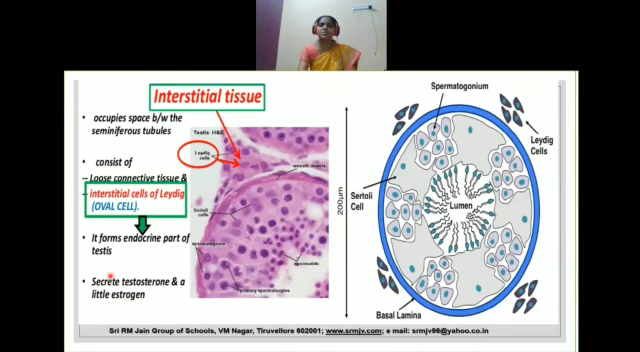 Interstitial tissue
• occupies space b/w the
seminiferous tubules
• consist of
-- Loose connective tissue &
-- interstitial cells of Leydig
(OVAL CELL).
• It forms endocrine part of
testis
• Secrete testosterone & a
little estrogen
Testis H&E
Leydig
cells
smooth muscle
Sertoli
cells
spermatogonia
spermatids
primary spermatocytes
200μm
Spermatogonium
Leydig
Cells
Sertoli
Cell
Lumen
Basal Lamina
Sri RM Jain Group of Schools, VM Nagar, Tiruvellore 602001; www.srmjv.com; e mail: srmjv96@yahoo.co.in